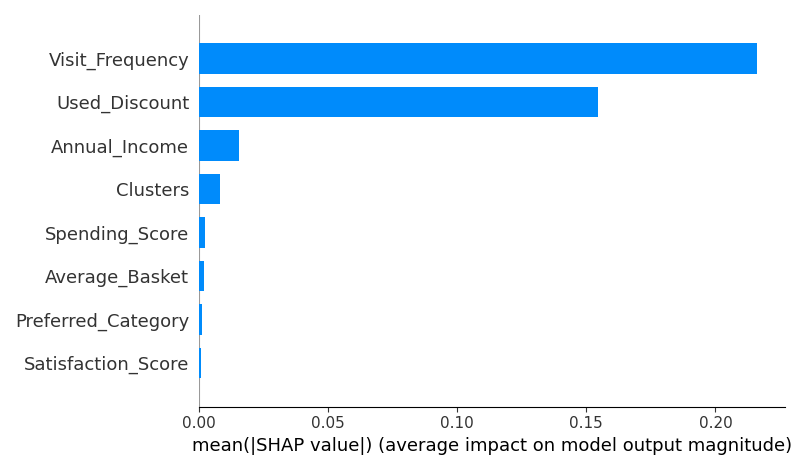 Visit_Frequency
Used_Discount
Annual_Income
Clusters
Spending_Score
Average_Basket
Preferred_Category
Satisfaction_Score
0.00 0.05 0.10 0.15 0.20
mean(|SHAP value|) (average impact on model output magnitude)